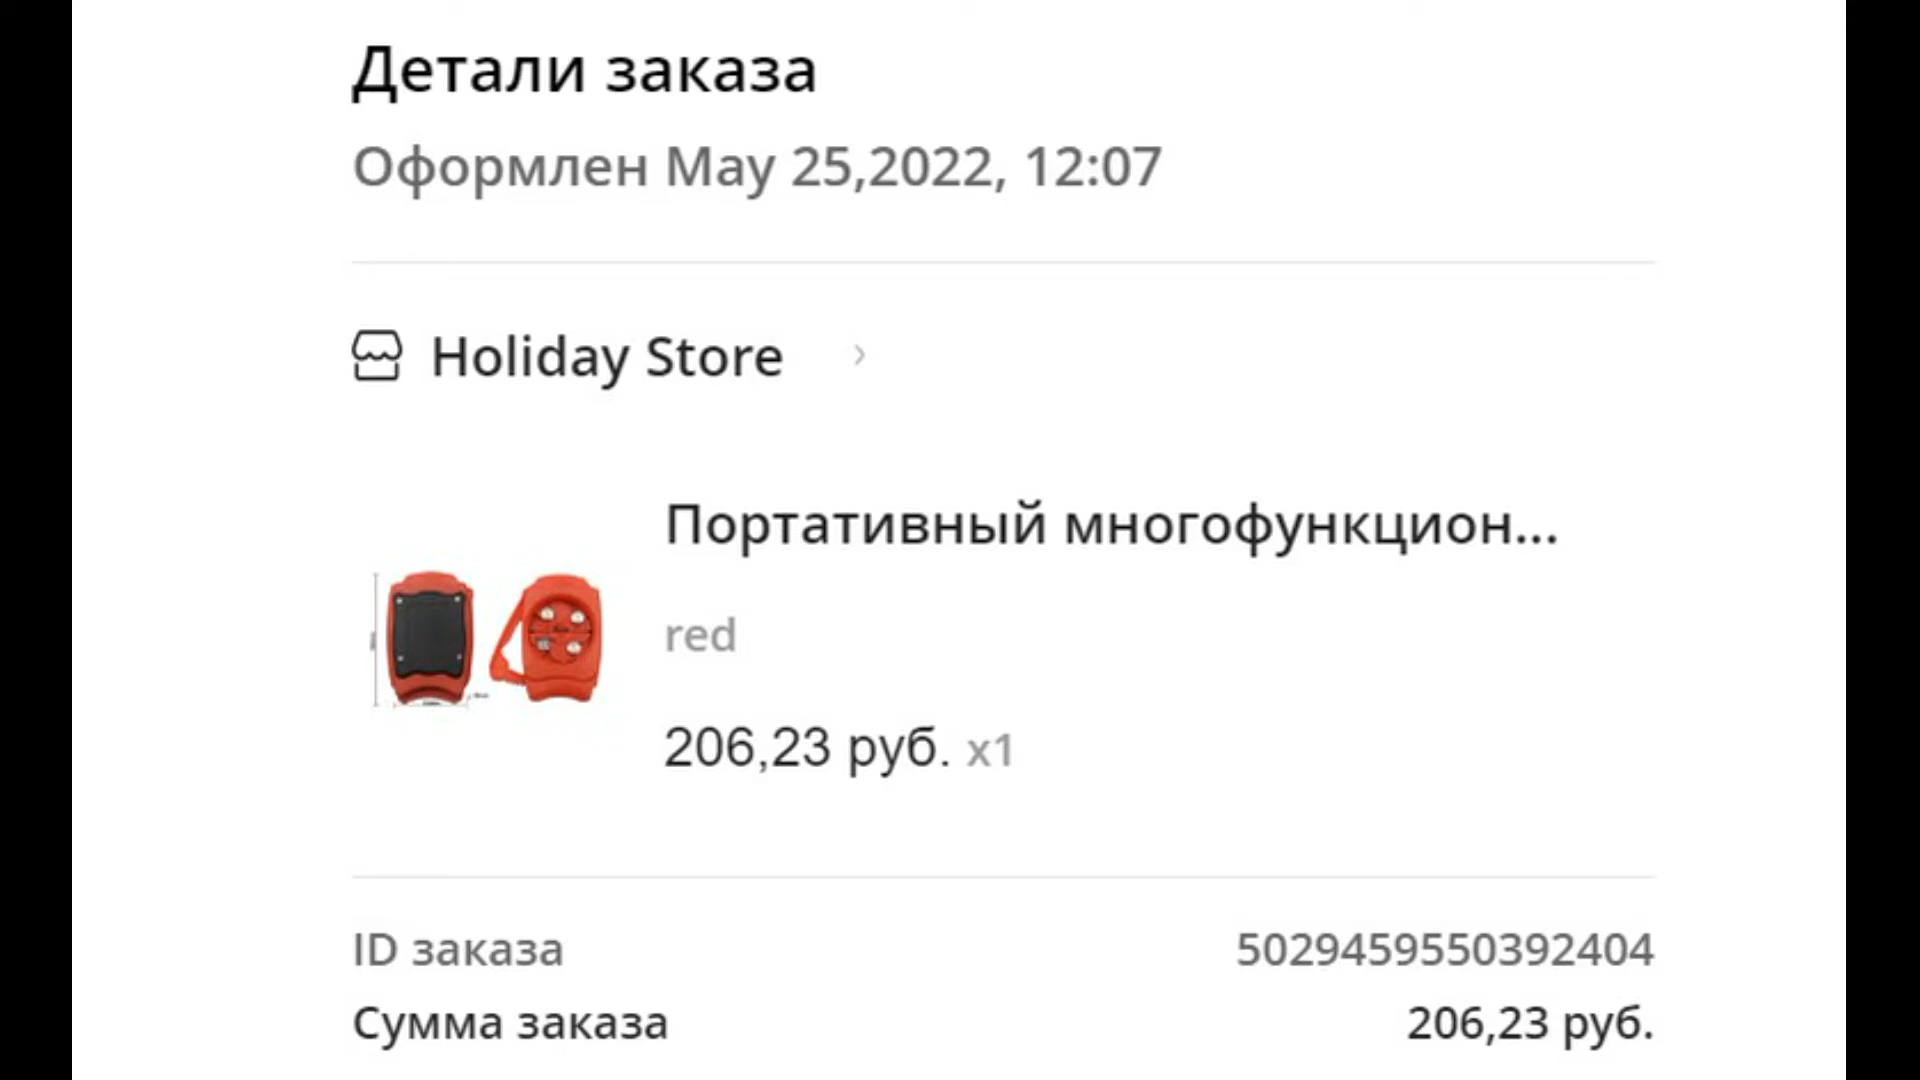 Детали заказа
Оформлен May 25,2022, 12:07
Holiday Store
Портативный многофункцион...
red
206,23 руб. x1
ID заказа 5029459550392404
Сумма заказа 206,23 руб.